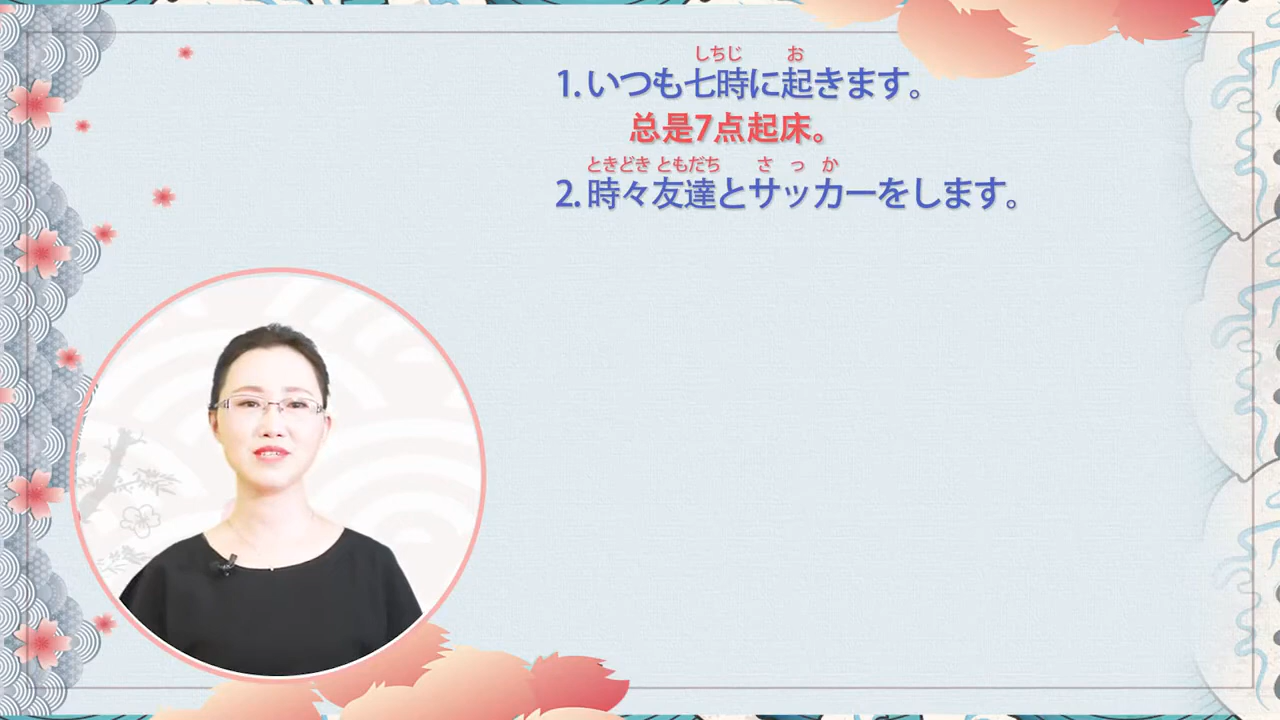 しちじ お
1.いつも七時に起きます。
总是7点起床。
ときどき ともだち さ っ か
2.時々友達とサッカーをします。